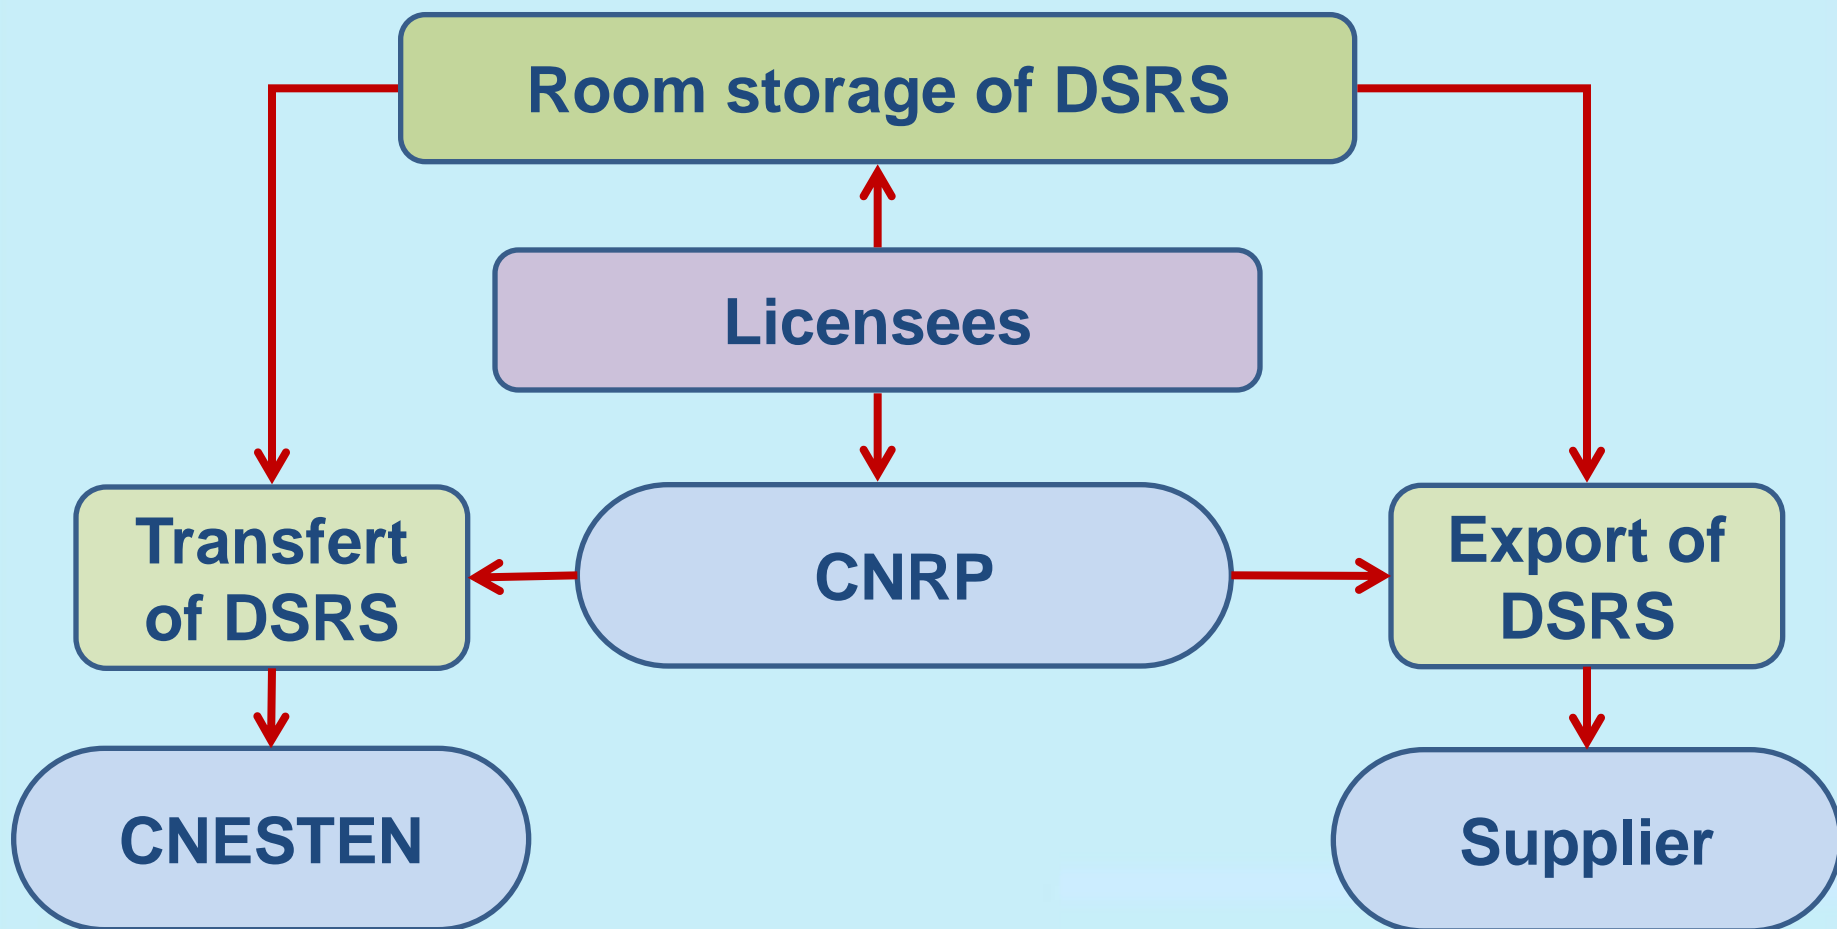 Room storage of DSRS
Licensees
Transfert
of DSRS
CNRP
Export of
DSRS
CNESTEN
Supplier